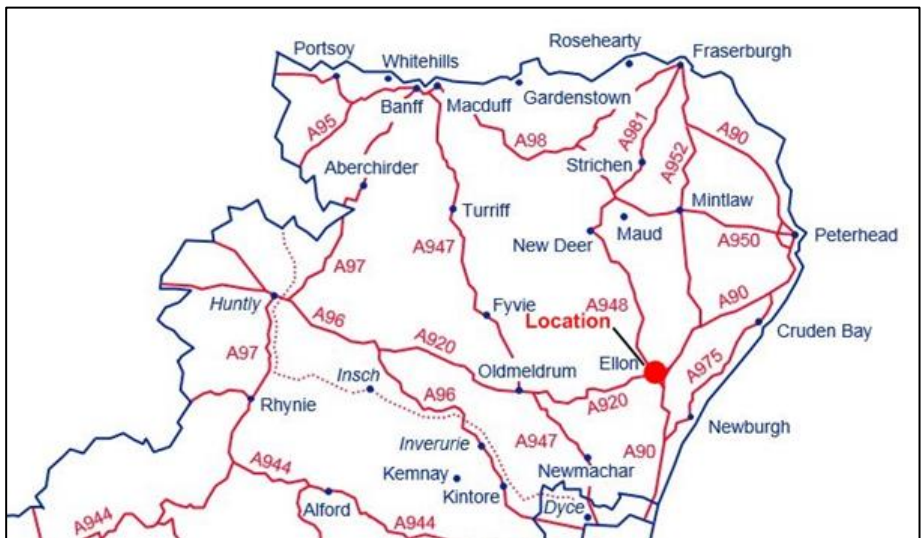 Portsoy
Whitehills
Rosehearty
Fraserburgh
Banff
Macduff
Gardenstown
A95
A98
A981
A952
A90
Aberchirder
Strichen
Mintlaw
Turriff
New Deer
Maud
A950
Peterhead
A947
A97
Huntly
A96
Fyvie
A948
A90
Location
Cruden Bay
A920
Ellon
A975
A97
Insch
Oldmeldrum
A96
A920
Rhynie
Newburgh
Inverurie
A947
A90
A944
Kemnay
Newmachar
Kintore
Alford
Dyce
A944
A944